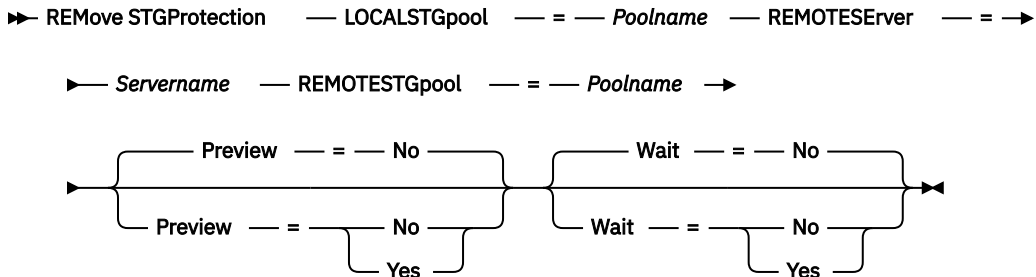 REMove STGProtection LOCALSTGpool = Poolname REMOTESErver =
Servername REMOTESTGpool = Poolname
Preview = No Wait = No
Preview = No Wait = No
Yes Yes